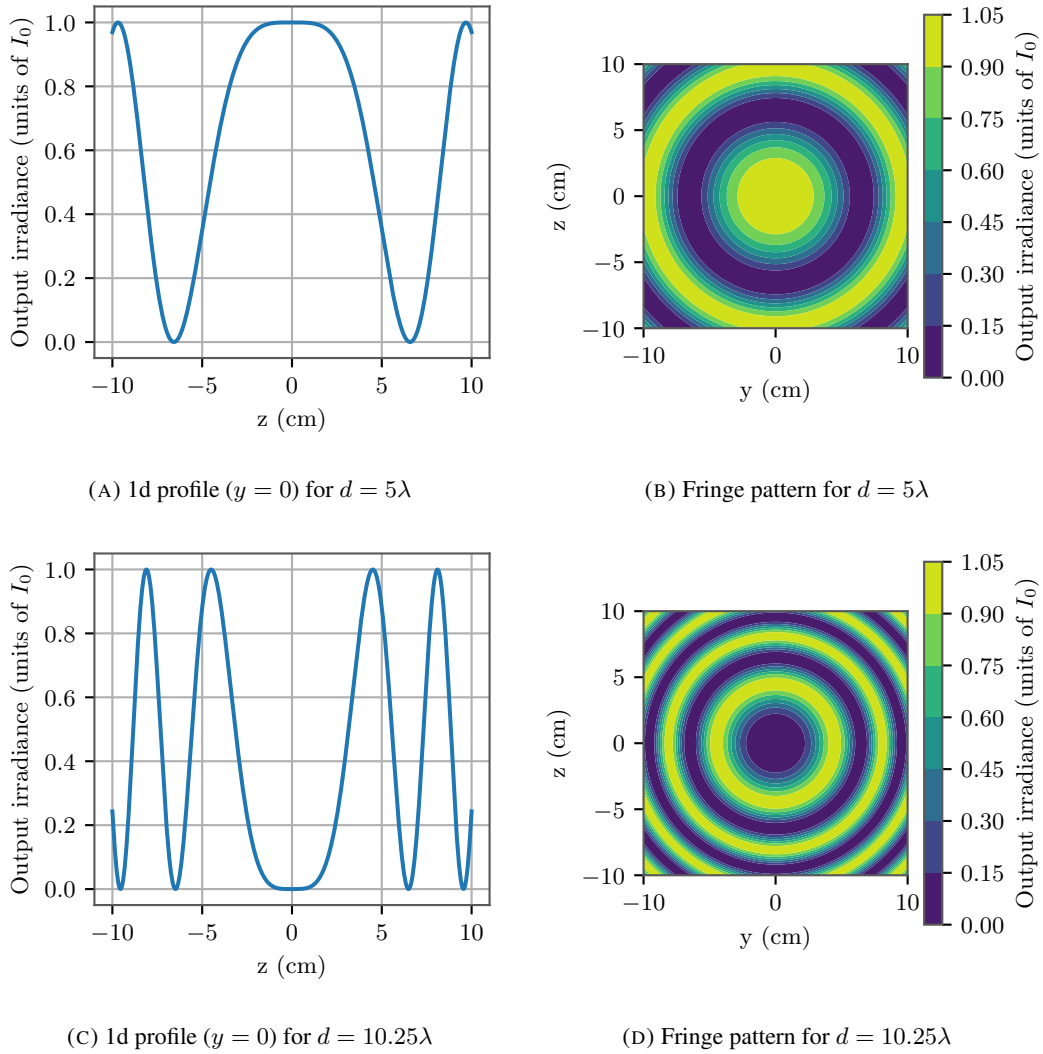 1.0
0.8
0.6
0.4
0.2
0.0
Output irradiance (units of I₀)
−10 −5 0 5 10
z (cm)
(A) 1d profile (y = 0) for d = 5λ
10
5
0
−5
−10
z (cm)
−10 0 10
y (cm)
1.05
0.90
0.75
0.60
0.45
0.30
0.15
0.00
Output irradiance (units of I₀)
(B) Fringe pattern for d = 5λ
1.0
0.8
0.6
0.4
0.2
0.0
Output irradiance (units of I₀)
−10 −5 0 5 10
z (cm)
(C) 1d profile (y = 0) for d = 10.25λ
10
5
0
−5
−10
z (cm)
−10 0 10
y (cm)
1.05
0.90
0.75
0.60
0.45
0.30
0.15
0.00
Output irradiance (units of I₀)
(D) Fringe pattern for d = 10.25λ